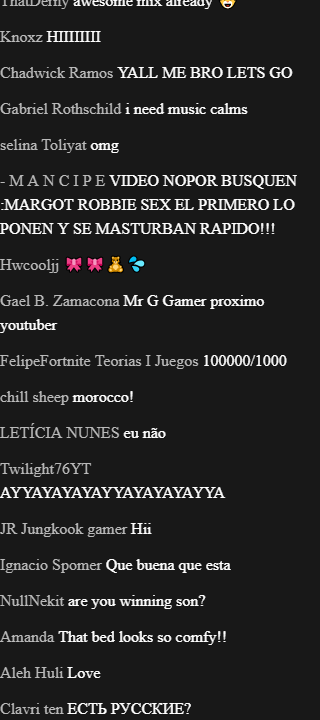 ThatDerny awesome mix already 😁
Knoxz HIIIIIIII
Chadwick Ramos YALL ME BRO LETS GO
Gabriel Rothschild i need music calms
selina Toliyat omg
- M A N C I P E VIDEO NOPOR BUSQUEN
:MARGOT ROBBIE SEX EL PRIMERO LO
PONEN Y SE MASTURBAN RAPIDO!!!
Hwcooljj 🎀🎀🧸💦
Gael B. Zamacona Mr G Gamer proximo
youtuber
FelipeFortnite Teorias I Juegos 100000/1000
chill sheep morocco!
LETÍCIA NUNES eu não
Twilight76YT
AYYAYAYAYAYYAYAYAYAYYA
JR Jungkook gamer Hii
Ignacio Spomer Que buena que esta
NullNekit are you winning son?
Amanda That bed looks so comfy!!
Aleh Huli Love
Clavri ten ЕСТЬ РУССКИЕ?